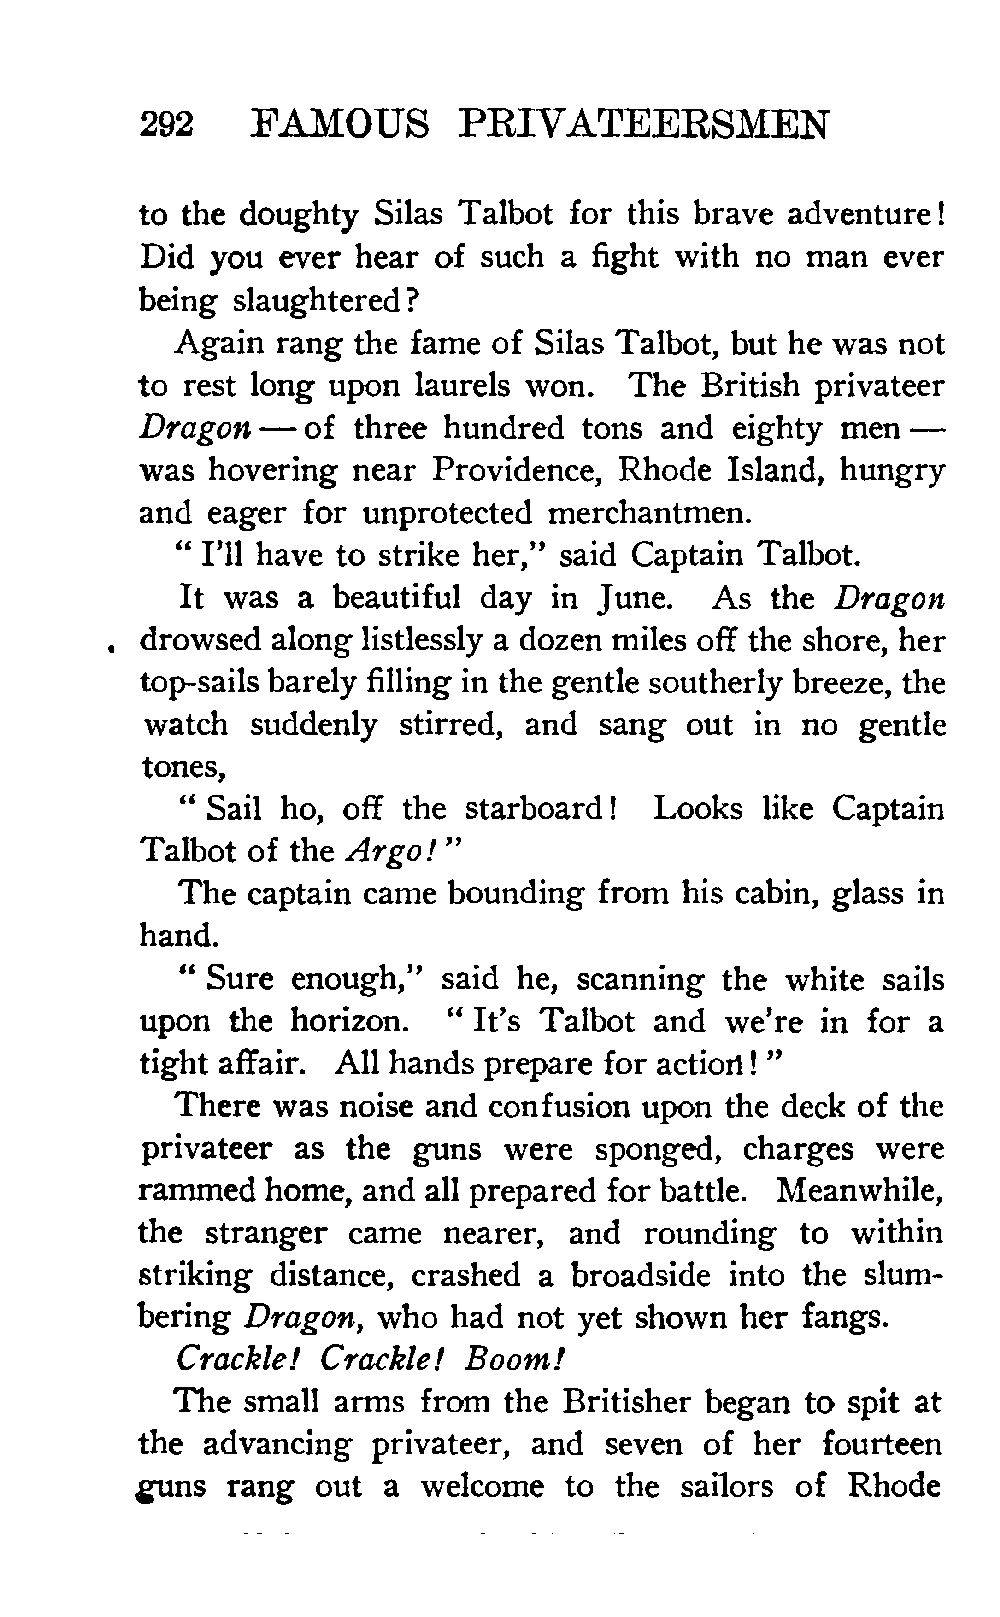 292 FAMOUS PRIVATEERSMEN
to the doughty Silas Talbot for this brave adventure!
Did you ever hear of such a fight with no man ever
being slaughtered?
Again rang the fame of Silas Talbot, but he was not
to rest long upon laurels won. The British privateer
Dragon — of three hundred tons and eighty men —
was hovering near Providence, Rhode Island, hungry
and eager for unprotected merchantmen.
" I'll have to strike her," said Captain Talbot.
It was a beautiful day in June. As the Dragon
drowsed along listlessly a dozen miles off the shore, her
top-sails barely filling in the gentle southerly breeze, the
watch suddenly stirred, and sang out in no gentle
tones,
" Sail ho, off the starboard! Looks like Captain
Talbot of the Argo! "
The captain came bounding from his cabin, glass in
hand.
" Sure enough," said he, scanning the white sails
upon the horizon. " It's Talbot and we're in for a
tight affair. All hands prepare for action! "
There was noise and confusion upon the deck of the
privateer as the guns were sponged, charges were
rammed home, and all prepared for battle. Meanwhile,
the stranger came nearer, and rounding to within
striking distance, crashed a broadside into the slum-
bering Dragon, who had not yet shown her fangs.
Crackle! Crackle! Boom!
The small arms from the Britisher began to spit at
the advancing privateer, and seven of her fourteen
guns rang out a welcome to the sailors of Rhode